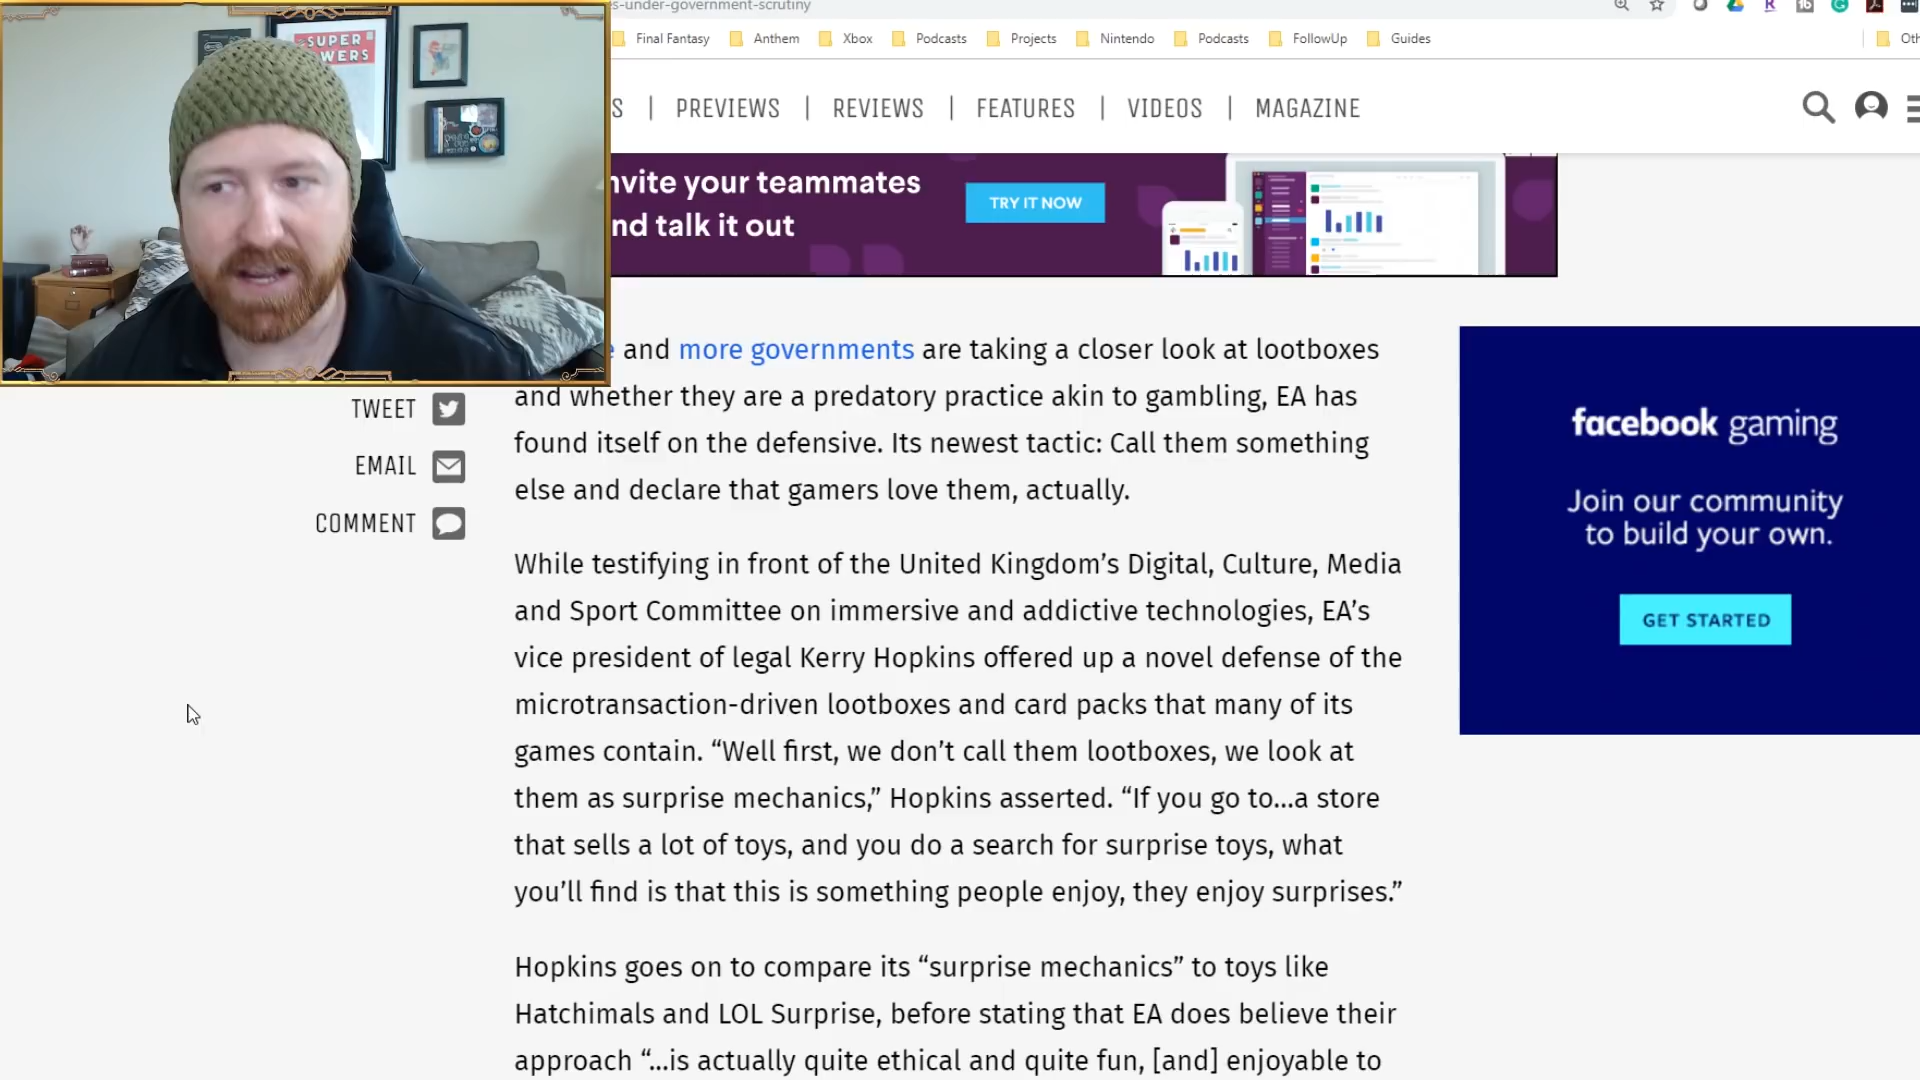 s-under-government-scrutiny
Final Fantasy Anthem Xbox Podcasts Projects Nintendo Podcasts FollowUp Guides Oth
S | PREVIEWS | REVIEWS | FEATURES | VIDEOS | MAGAZINE
SUPER
WERS
nvite your teammates
nd talk it out
TRY IT NOW
e and more governments are taking a closer look at lootboxes
and whether they are a predatory practice akin to gambling, EA has
found itself on the defensive. Its newest tactic: Call them something
else and declare that gamers love them, actually.
TWEET
EMAIL
COMMENT
While testifying in front of the United Kingdom’s Digital, Culture, Media
and Sport Committee on immersive and addictive technologies, EA’s
vice president of legal Kerry Hopkins offered up a novel defense of the
microtransaction-driven lootboxes and card packs that many of its
games contain. “Well first, we don’t call them lootboxes, we look at
them as surprise mechanics,” Hopkins asserted. “If you go to…a store
that sells a lot of toys, and you do a search for surprise toys, what
you’ll find is that this is something people enjoy, they enjoy surprises.”
Hopkins goes on to compare its “surprise mechanics” to toys like
Hatchimals and LOL Surprise, before stating that EA does believe their
approach “…is actually quite ethical and quite fun, [and] enjoyable to
facebook gaming
Join our community
to build your own.
GET STARTED